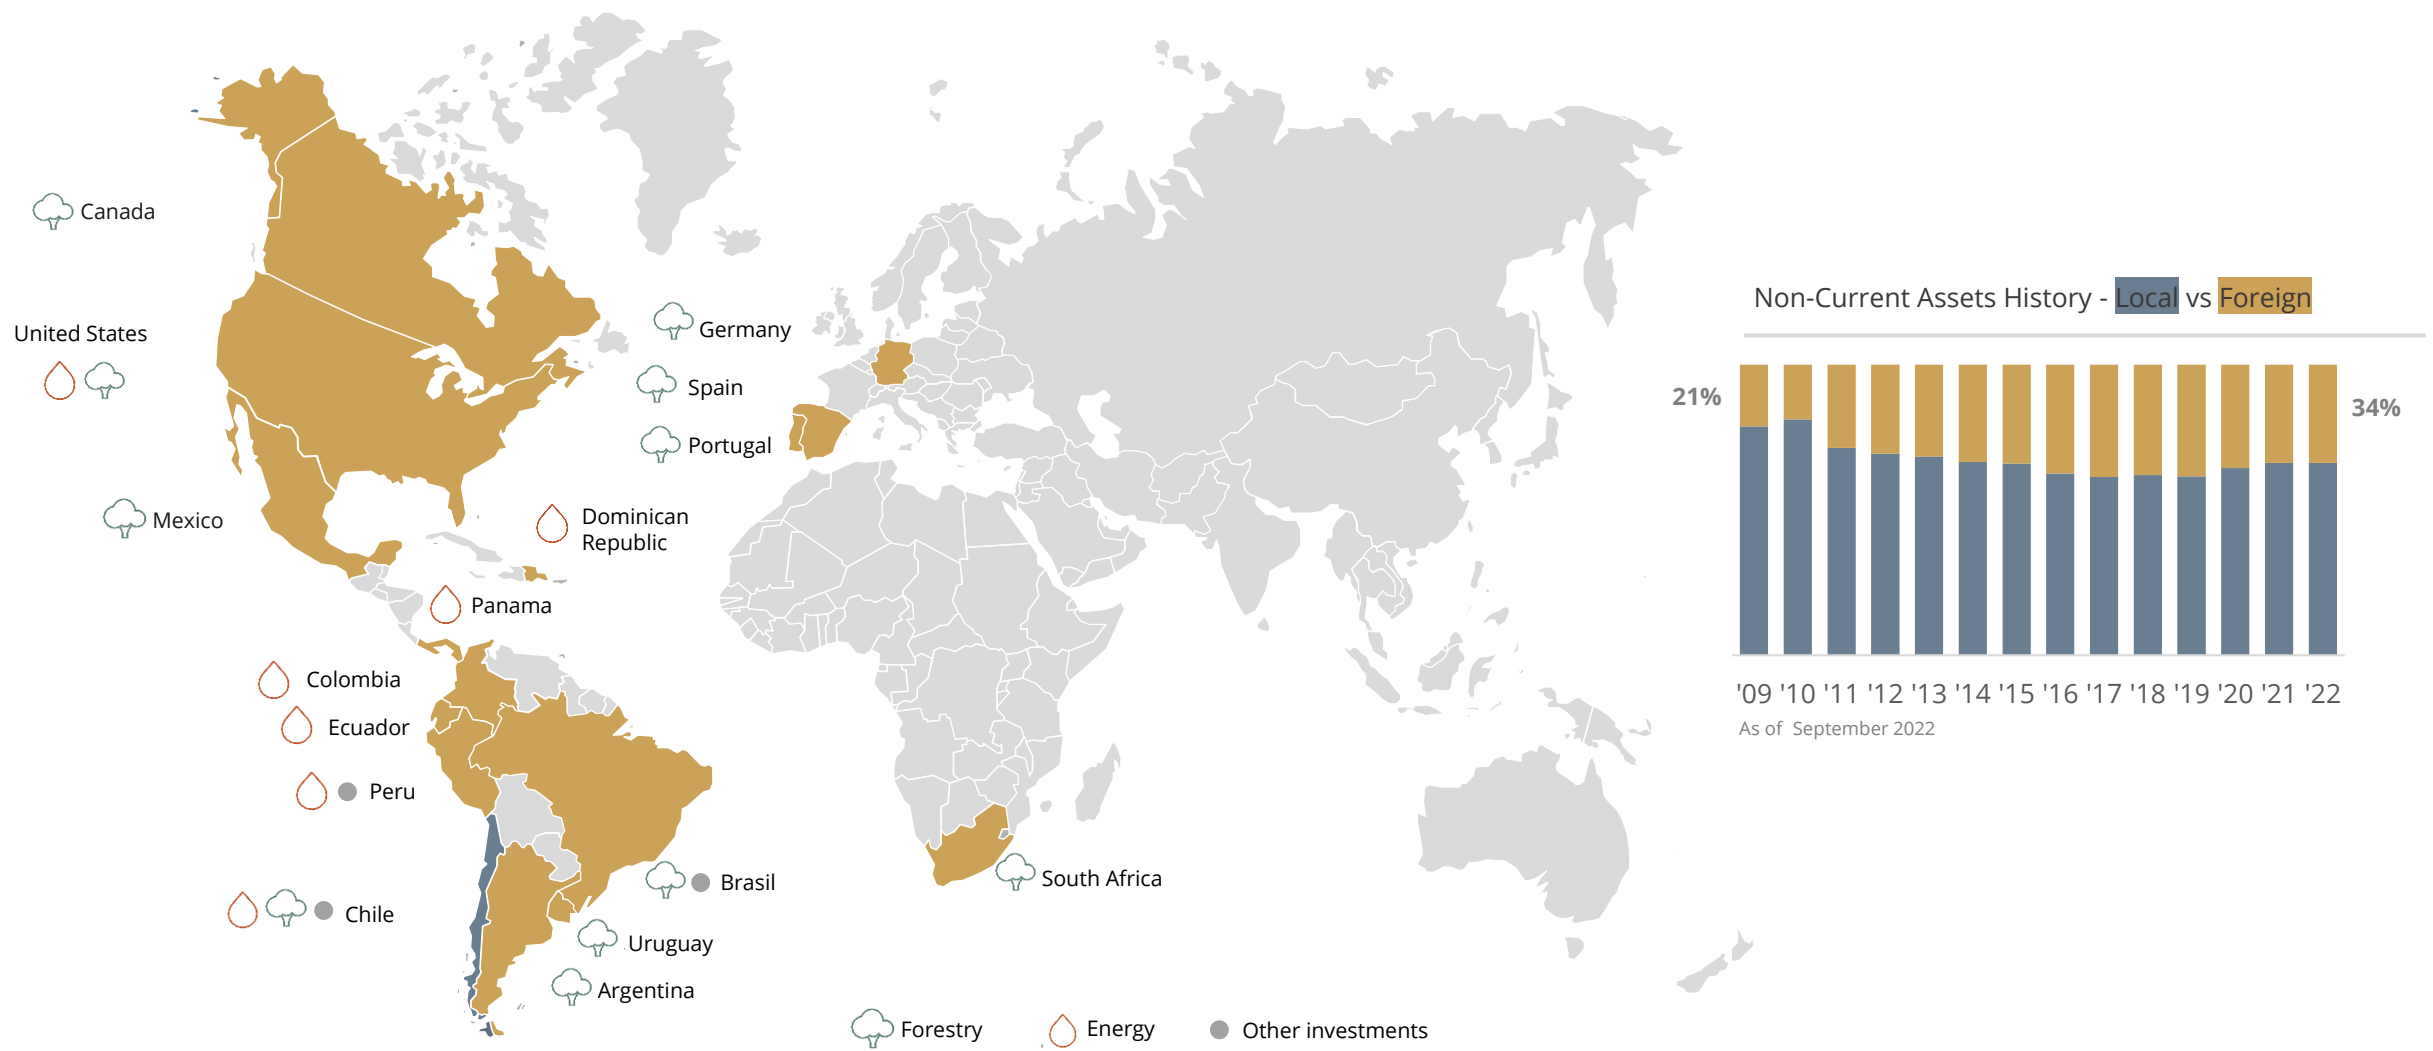 Canada
United States
Mexico
Germany
Spain
Portugal
Dominican
Republic
Panama
Colombia
Ecuador
Peru
Chile
Brasil
Uruguay
Argentina
South Africa
Forestry
Energy
Other investments
Non-Current Assets History - Local vs Foreign
21%
34%
'09 '10 '11 '12 '13 '14 '15 '16 '17 '18 '19 '20 '21 '22
As of September 2022